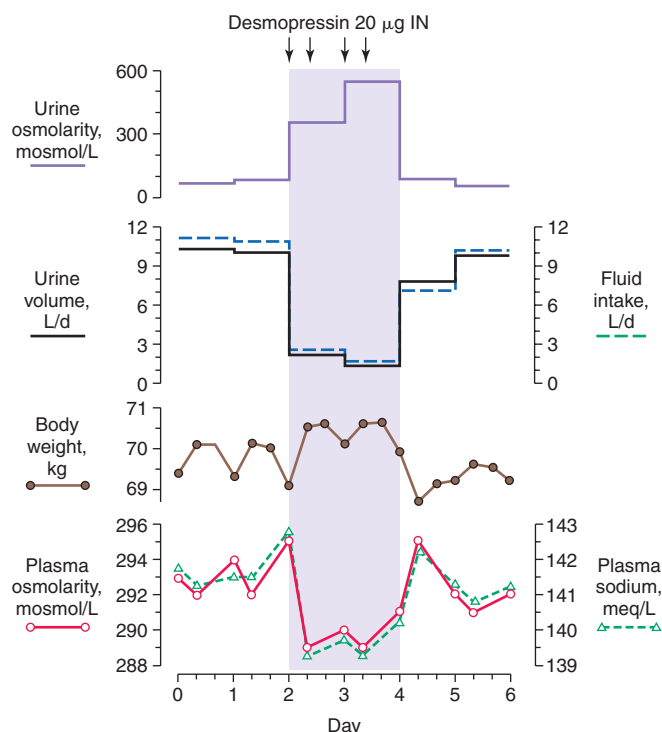 Desmopressin 20 μg IN
600
300
0
Urine
osmolarity,
mosmol/L
12
9
6
3
0
Urine
volume,
L/d
12
9
6
3
0
Fluid
intake,
L/d
71
70
69
Body
weight,
kg
296
294
292
290
288
Plasma
osmolarity,
mosmol/L
143
142
141
140
139
Plasma
sodium,
meq/L
0 1 2 3 4 5 6
Day